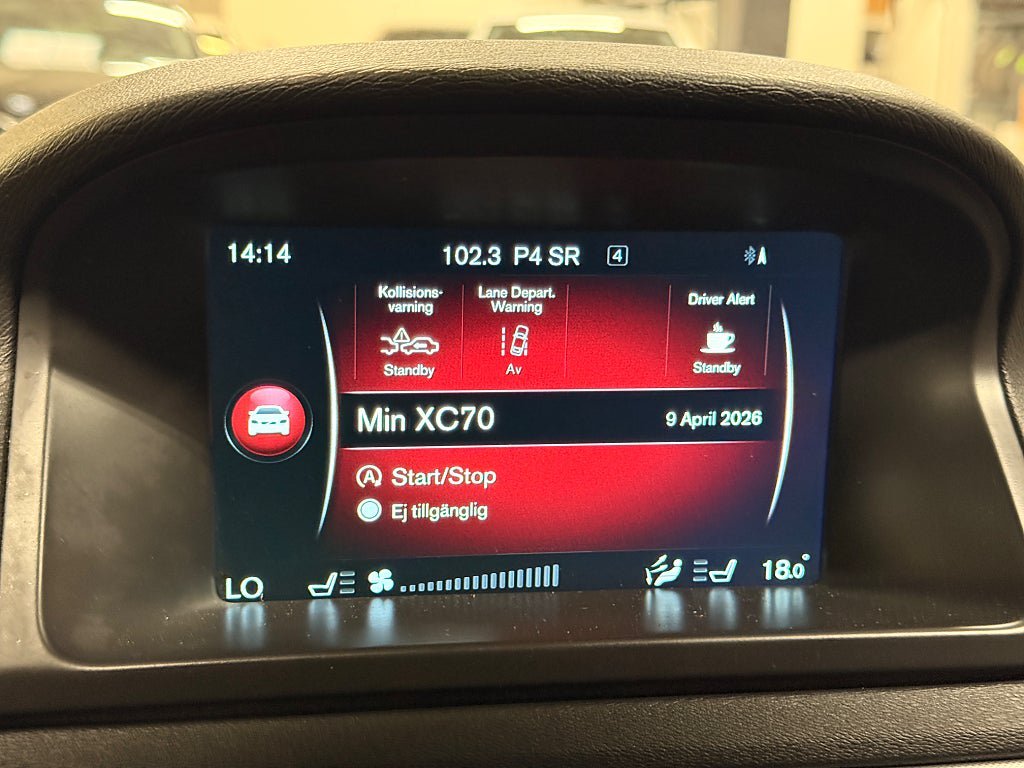 14:14 102.3 P4 SR 4
Kollisions-
varning
Standby
Lane Depart.
Warning
Av
Driver Alert
Standby
Min XC70 9 April 2026
A Start/Stop
Ej tillgänglig
LO 18.0°